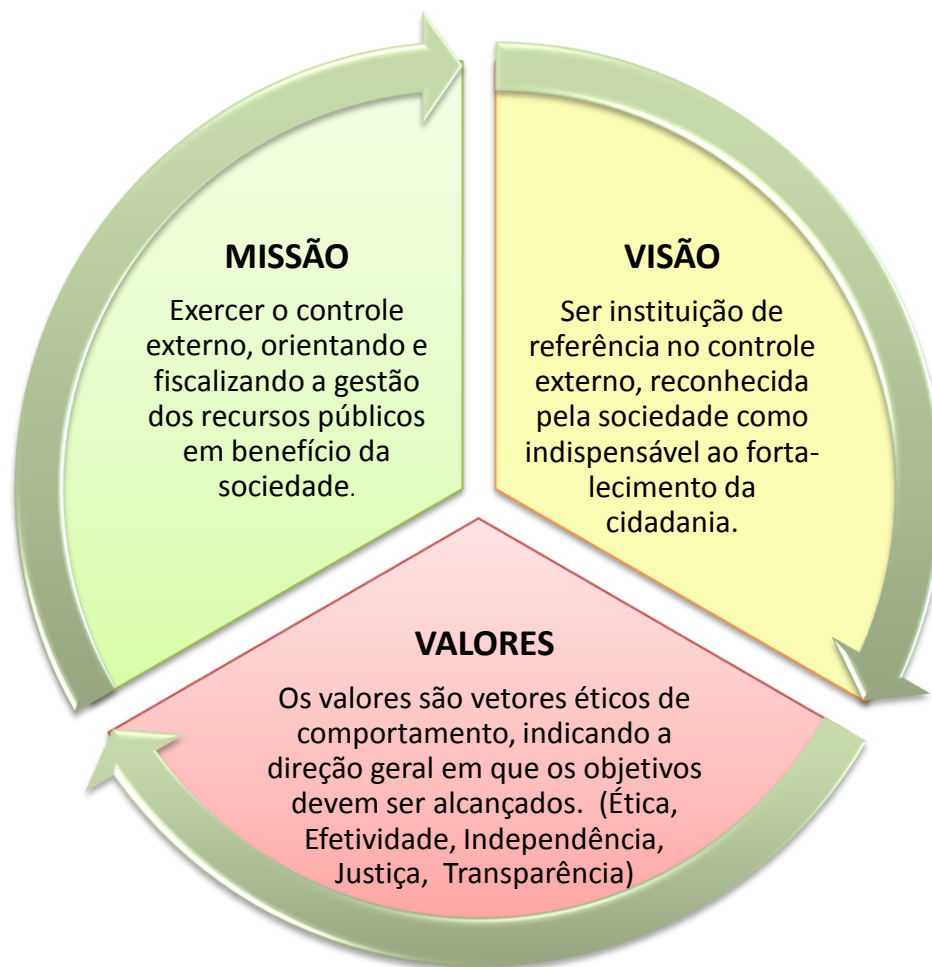 MISSÃO
Exercer o controle
externo, orientando e
fiscalizando a gestão
dos recursos públicos
em benefício da
sociedade.
VISÃO
Ser instituição de
referência no controle
externo, reconhecida
pela sociedade como
indispensável ao forta-
lecimento da
cidadania.
VALORES
Os valores são vetores éticos de
comportamento, indicando a
direção geral em que os objetivos
devem ser alcançados. (Ética,
Efetividade, Independência,
Justiça, Transparência)